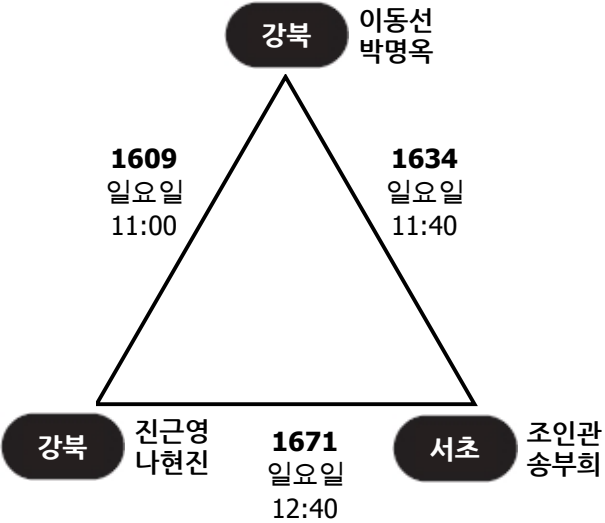 강북
이동선
박명옥
1609
일요일
11:00
1634
일요일
11:40
강북
진근영
나현진
1671
일요일
12:40
서초
조인관
송부희